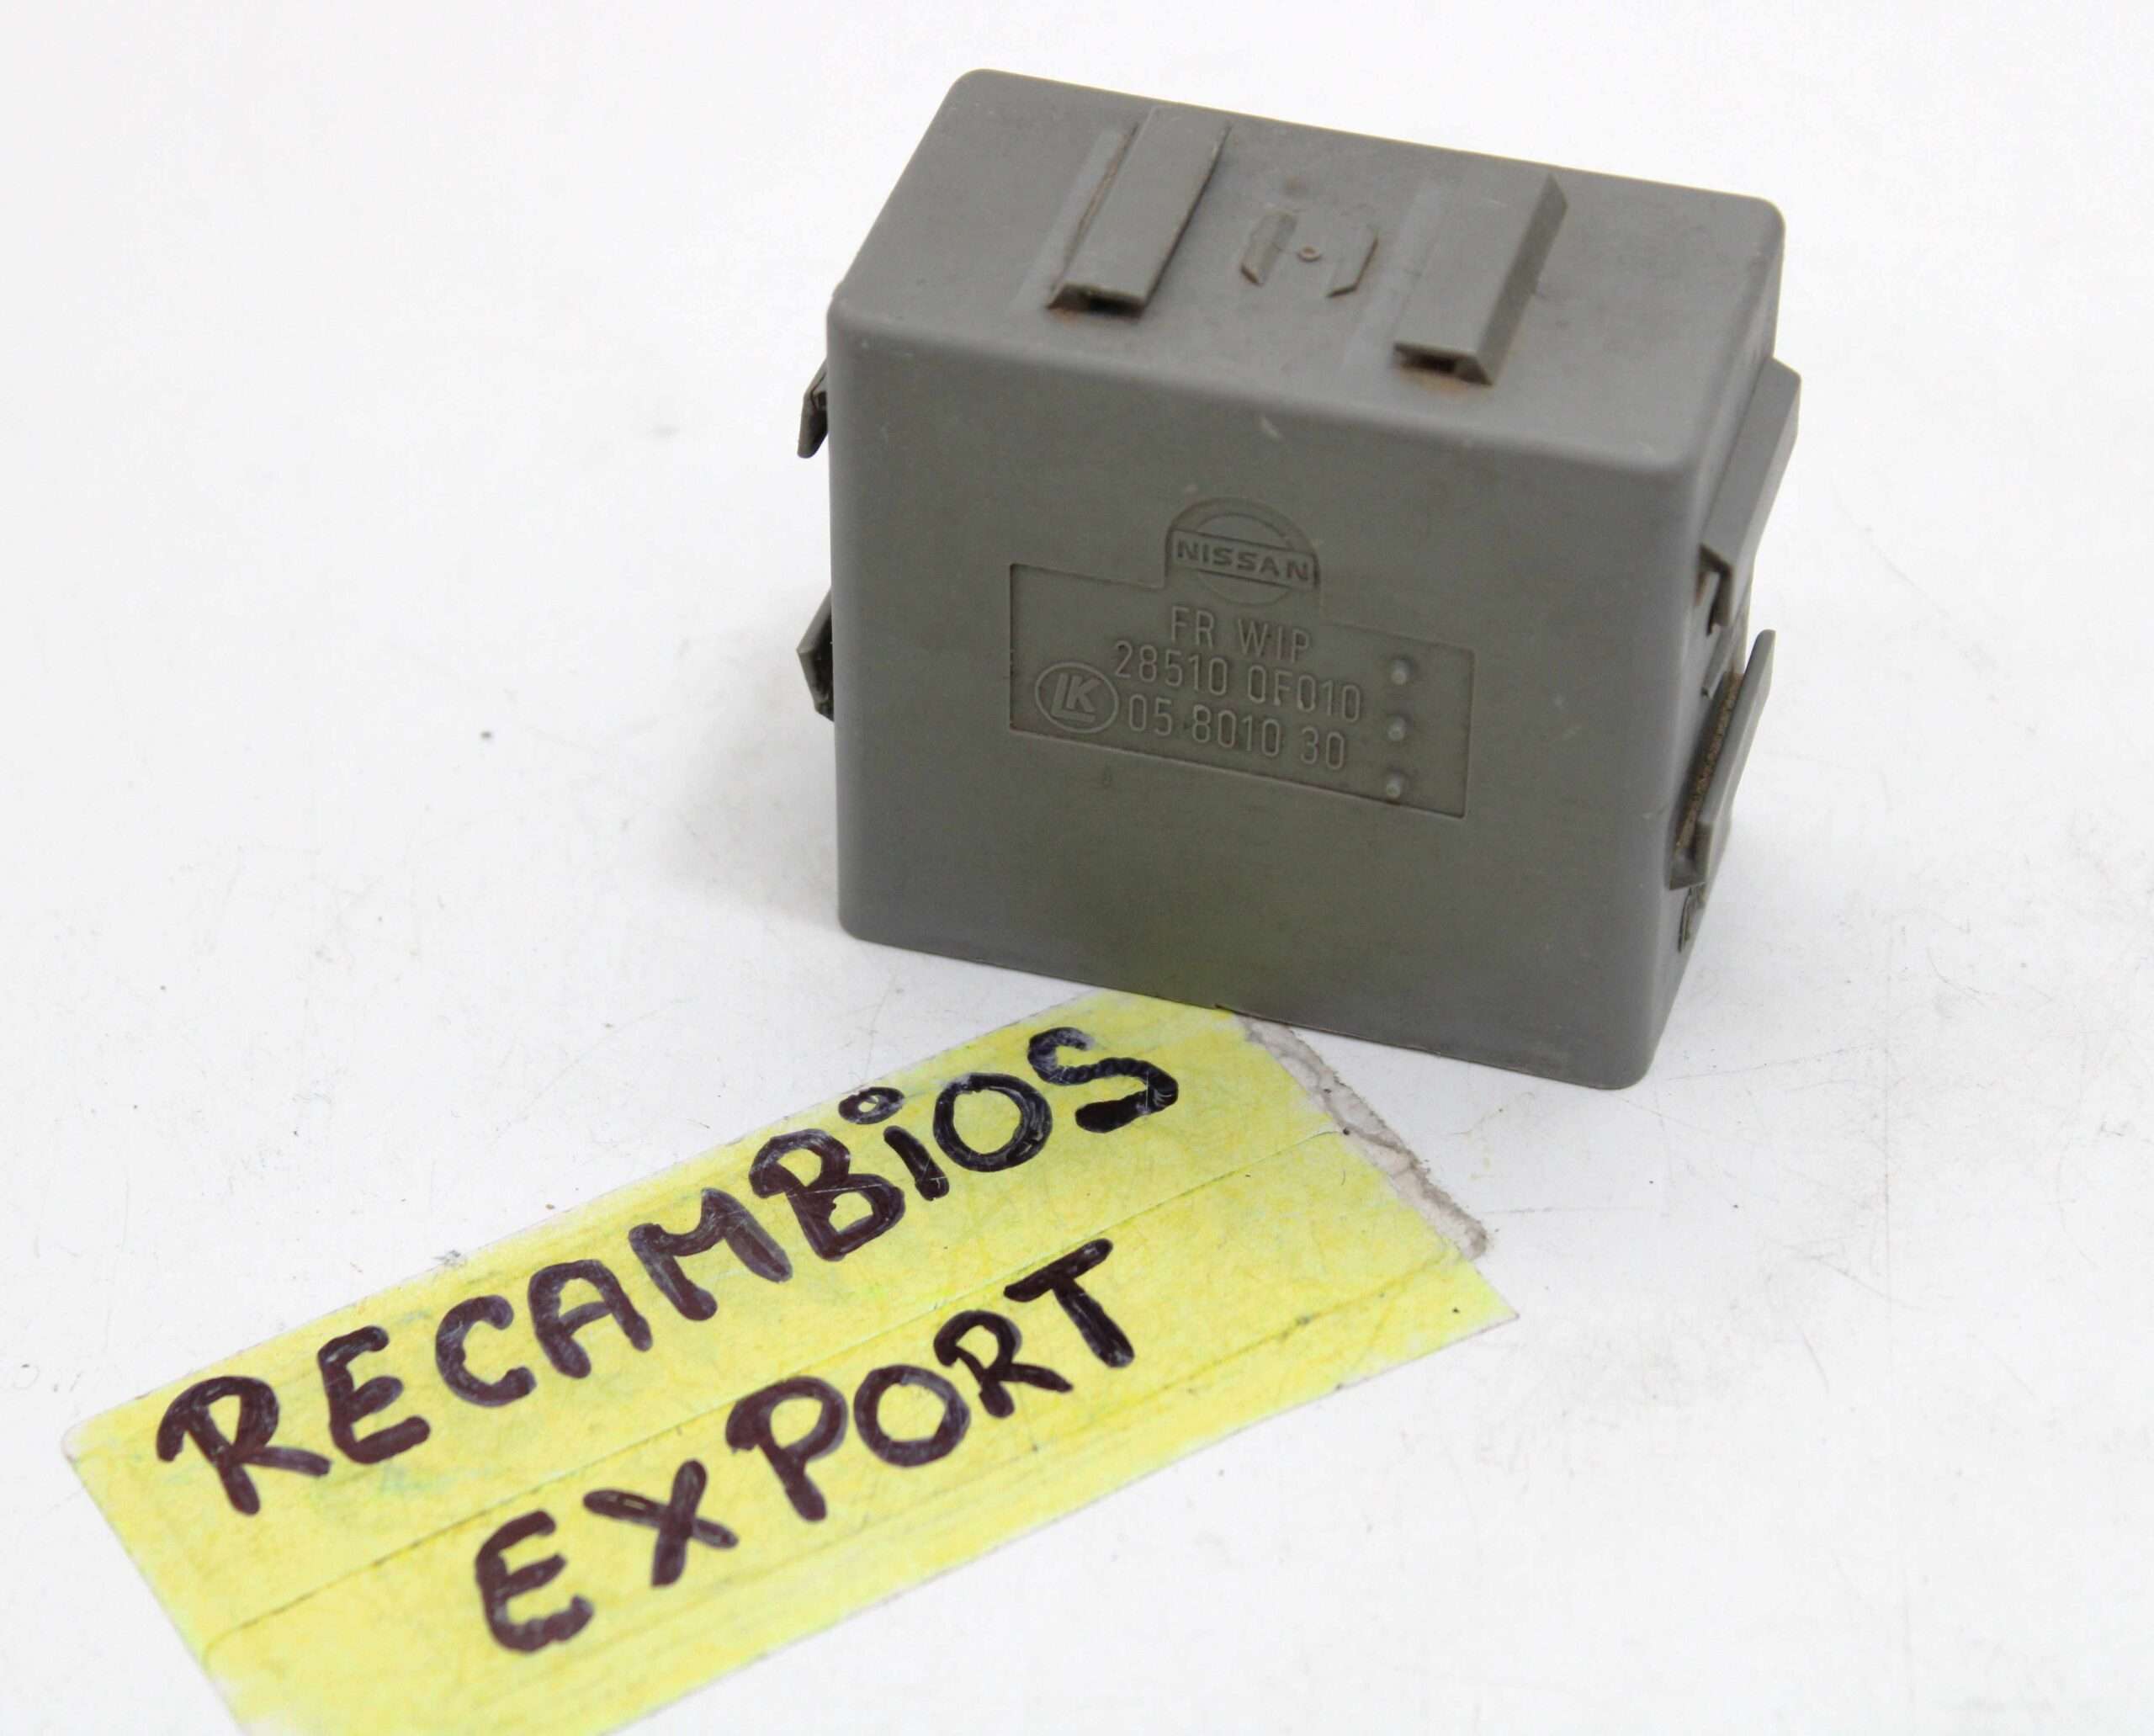 NISSAN
FR WIP
28510 0F010
LK 05 8010 30
RECAMBiOS
EXPORT